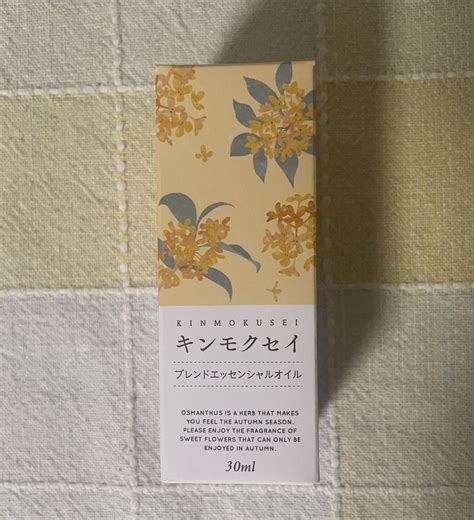 KINMOKUSEI
キンモクセイ
ブレンドエッセンシャルオイル
OSMANTHUS IS A HERB THAT MAKES
YOU FEEL THE AUTUMN SEASON.
PLEASE ENJOY THE FRAGRANCE OF
SWEET FLOWERS THAT CAN ONLY BE
ENJOYED IN AUTUMN.
30ml